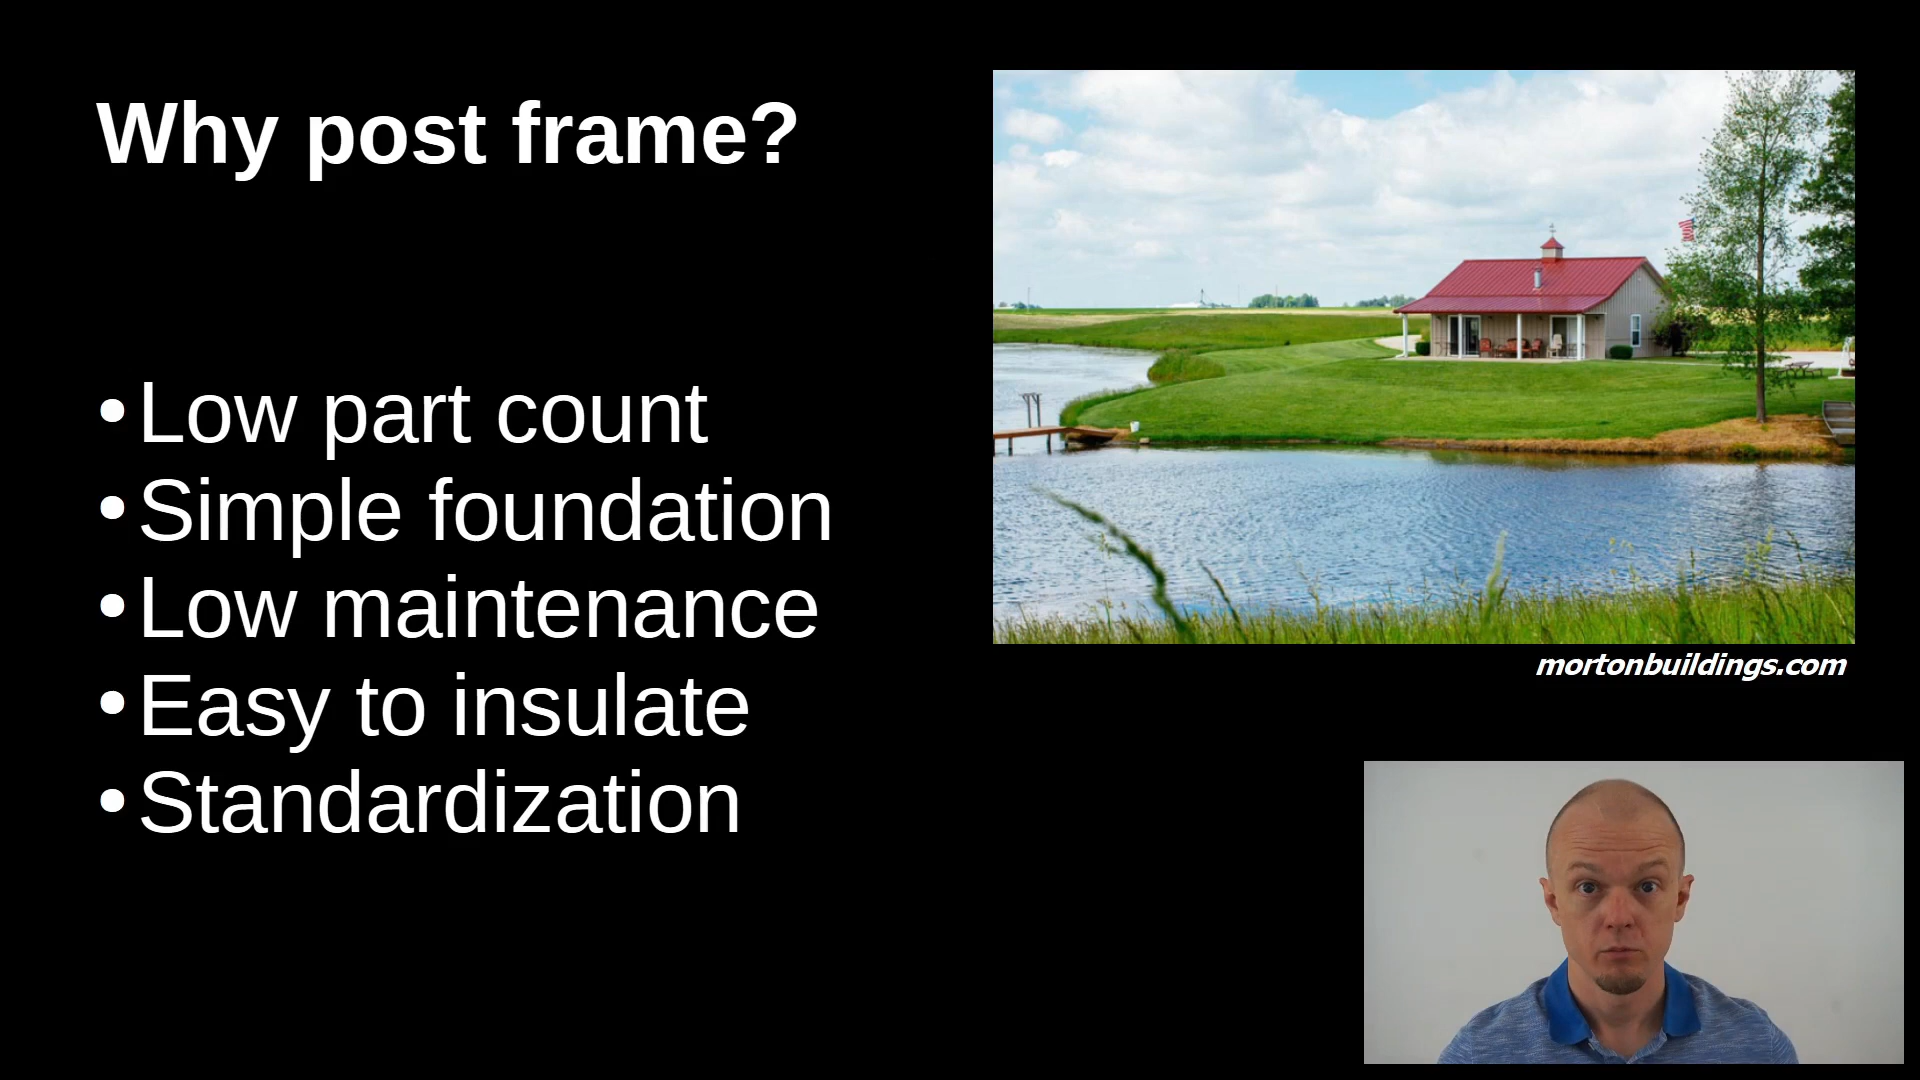 Why post frame?
•Low part count
•Simple foundation
•Low maintenance
•Easy to insulate
•Standardization
mortonbuildings.com